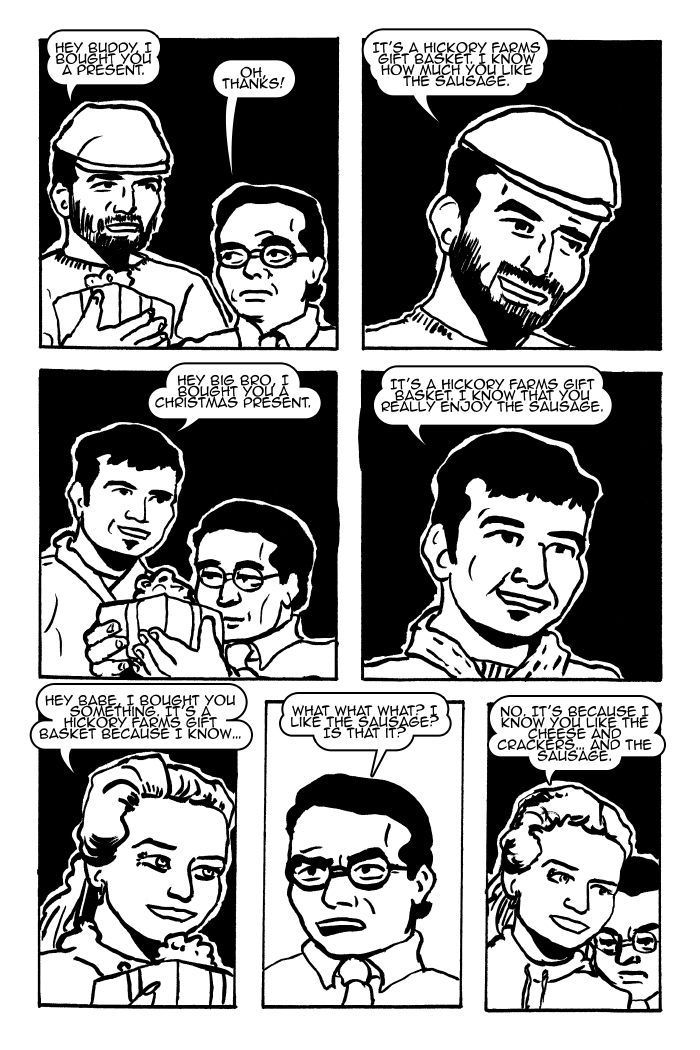 HEY BUDDY, I
BOUGHT YOU
A PRESENT.
OH,
THANKS!
IT'S A HICKORY FARMS
GIFT BASKET. I KNOW
HOW MUCH YOU LIKE
THE SAUSAGE.
HEY BIG BRO, I
BOUGHT YOU A
CHRISTMAS PRESENT.
IT'S A HICKORY FARMS GIFT
BASKET. I KNOW THAT YOU
REALLY ENJOY THE SAUSAGE.
HEY BABE, I BOUGHT YOU
SOMETHING. IT'S A
HICKORY FARMS GIFT
BASKET BECAUSE I KNOW...
WHAT WHAT WHAT? I
LIKE THE SAUSAGE?
IS THAT IT?
NO. IT'S BECAUSE I
KNOW YOU LIKE THE
CHEESE AND
CRACKERS... AND THE
SAUSAGE.